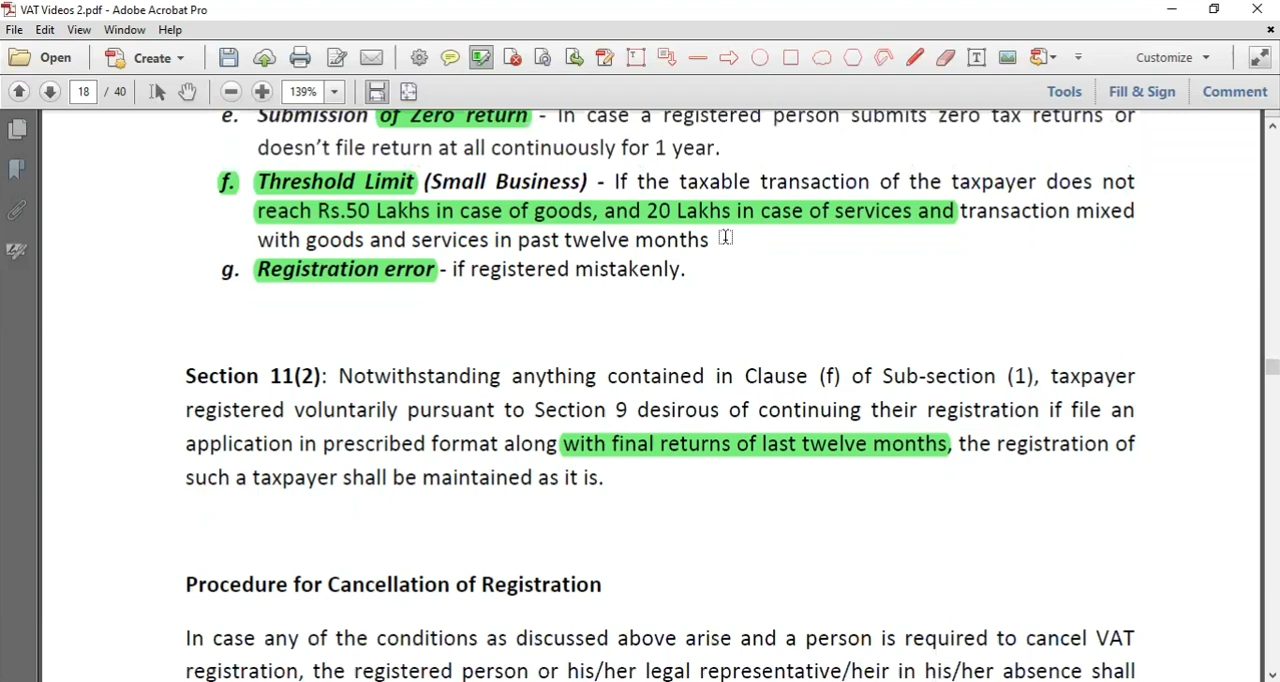 VAT Videos 2.pdf - Adobe Acrobat Pro
File Edit View Window Help
Open Create Customize
18 / 40 139% Tools Fill & Sign Comment
e. Submission of Zero return - In case a registered person submits zero tax returns or
doesn't file return at all continuously for 1 year.
f. Threshold Limit (Small Business) - If the taxable transaction of the taxpayer does not
reach Rs.50 Lakhs in case of goods, and 20 Lakhs in case of services and transaction mixed
with goods and services in past twelve months
g. Registration error - if registered mistakenly.
Section 11(2): Notwithstanding anything contained in Clause (f) of Sub-section (1), taxpayer
registered voluntarily pursuant to Section 9 desirous of continuing their registration if file an
application in prescribed format along with final returns of last twelve months, the registration of
such a taxpayer shall be maintained as it is.
Procedure for Cancellation of Registration
In case any of the conditions as discussed above arise and a person is required to cancel VAT
registration, the registered person or his/her legal representative/heir in his/her absence shall